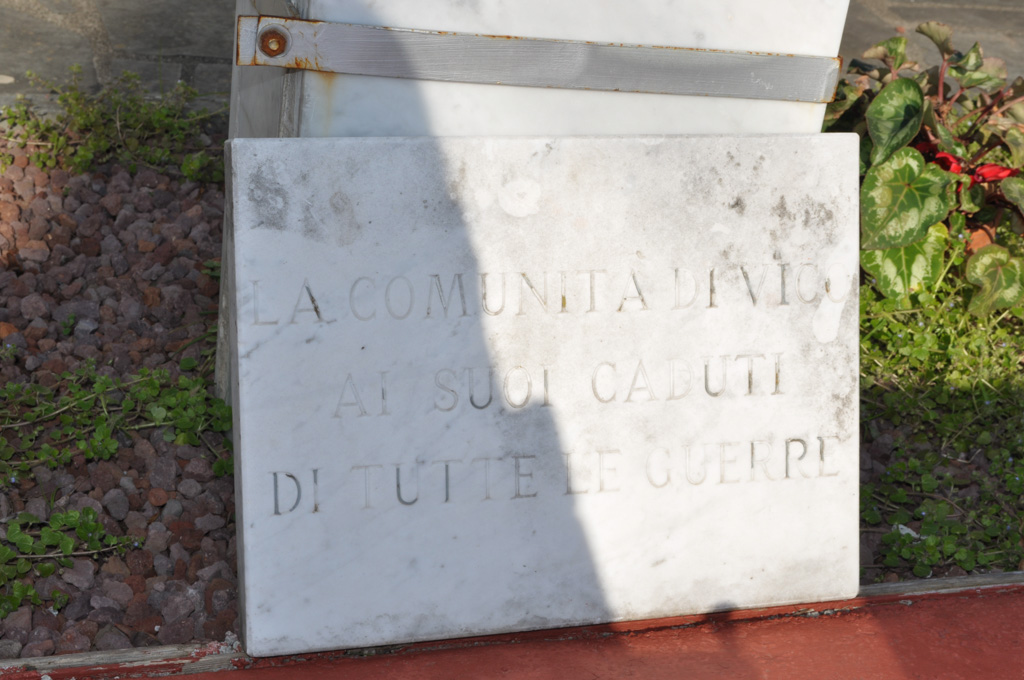 LA COMUNITÀ DI VICO
AI SUOI CADUTI
DI TUTTE LE GUERRE